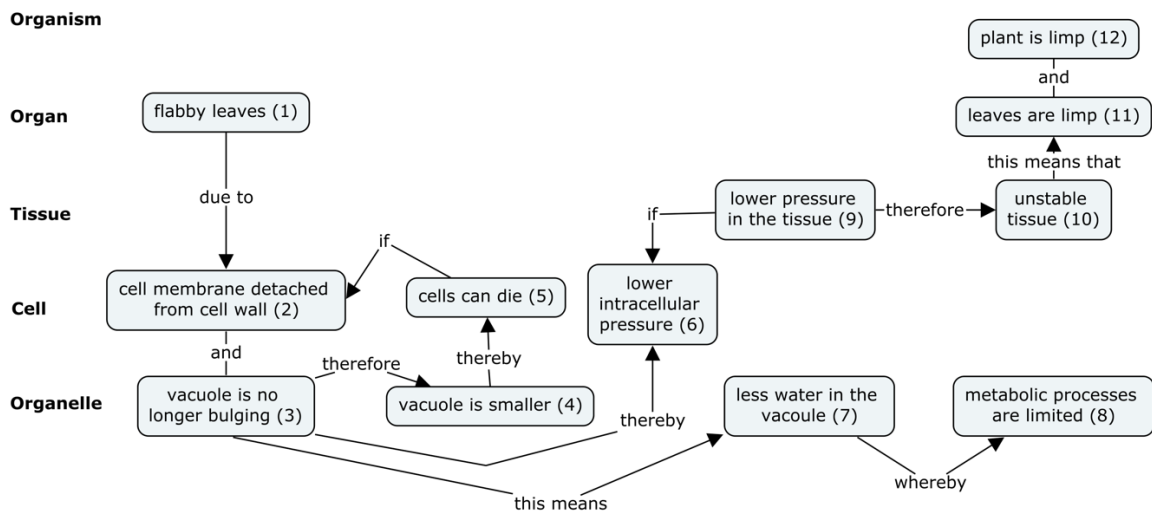 Organism
plant is limp (12)
and
Organ
flabby leaves (1)
leaves are limp (11)
this means that
due to
Tissue
if
lower pressure
in the tissue (9)
therefore
unstable
tissue (10)
if
Cell
cell membrane detached
from cell wall (2)
cells can die (5)
lower
intracellular
pressure (6)
and
therefore
thereby
Organelle
vacuole is no
longer bulging (3)
vacuole is smaller (4)
thereby
less water in the
vacoule (7)
metabolic processes
are limited (8)
whereby
this means